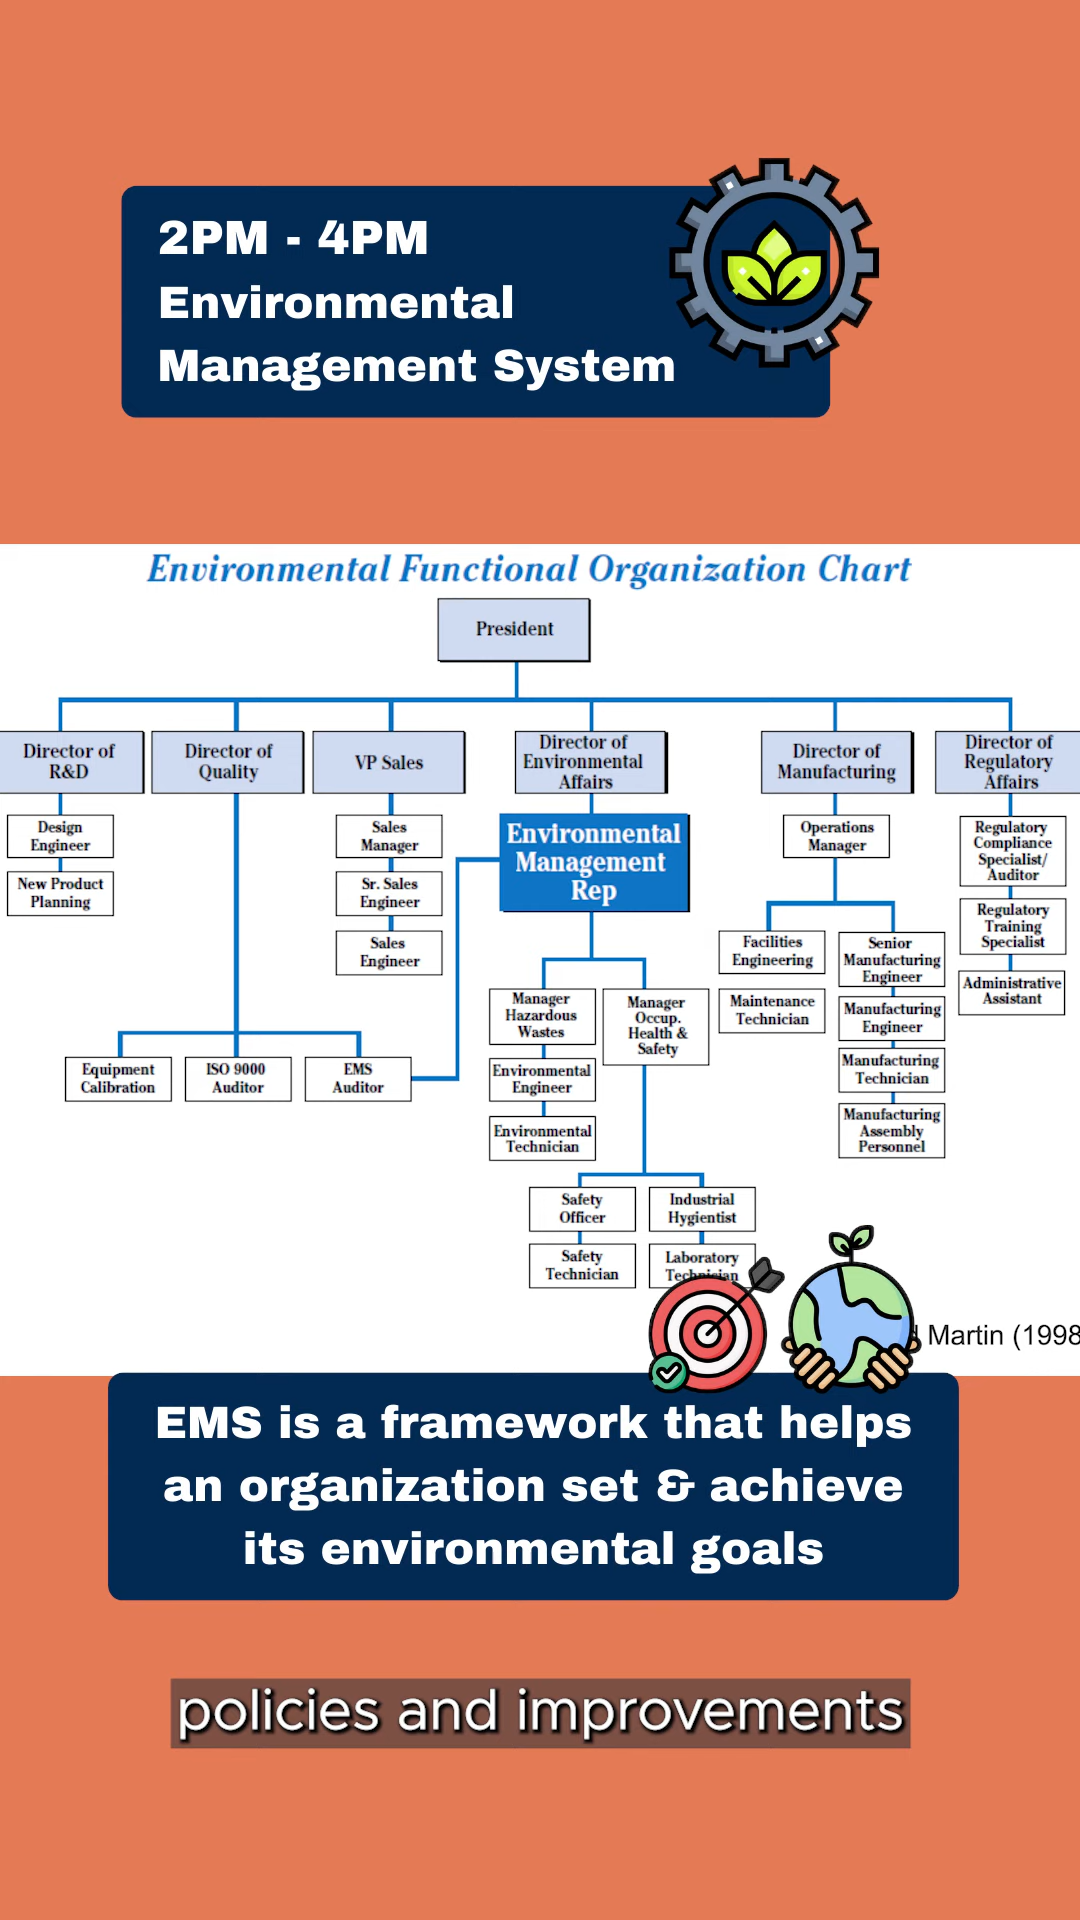 2PM - 4PM
Environmental
Management System
Environmental Functional Organization Chart
President
Director of
R&D
Director of
Quality
VP Sales
Director of
Environmental
Affairs
Director of
Manufacturing
Director of
Regulatory
Affairs
Design
Engineer
New Product
Planning
Sales
Manager
Sr. Sales
Engineer
Sales
Engineer
Environmental
Management
Rep
Operations
Manager
Regulatory
Compliance
Specialist/
Auditor
Regulatory
Training
Specialist
Administrative
Assistant
Facilities
Engineering
Maintenance
Technician
Senior
Manufacturing
Engineer
Manufacturing
Engineer
Manufacturing
Technician
Manufacturing
Assembly
Personnel
Manager
Hazardous
Wastes
Environmental
Engineer
Environmental
Technician
Manager
Occup.
Health &
Safety
Equipment
Calibration
ISO 9000
Auditor
EMS
Auditor
Safety
Officer
Safety
Technician
Industrial
Hygientist
Laboratory
Technician
Martin (1998
EMS is a framework that helps
an organization set & achieve
its environmental goals
policies and improvements